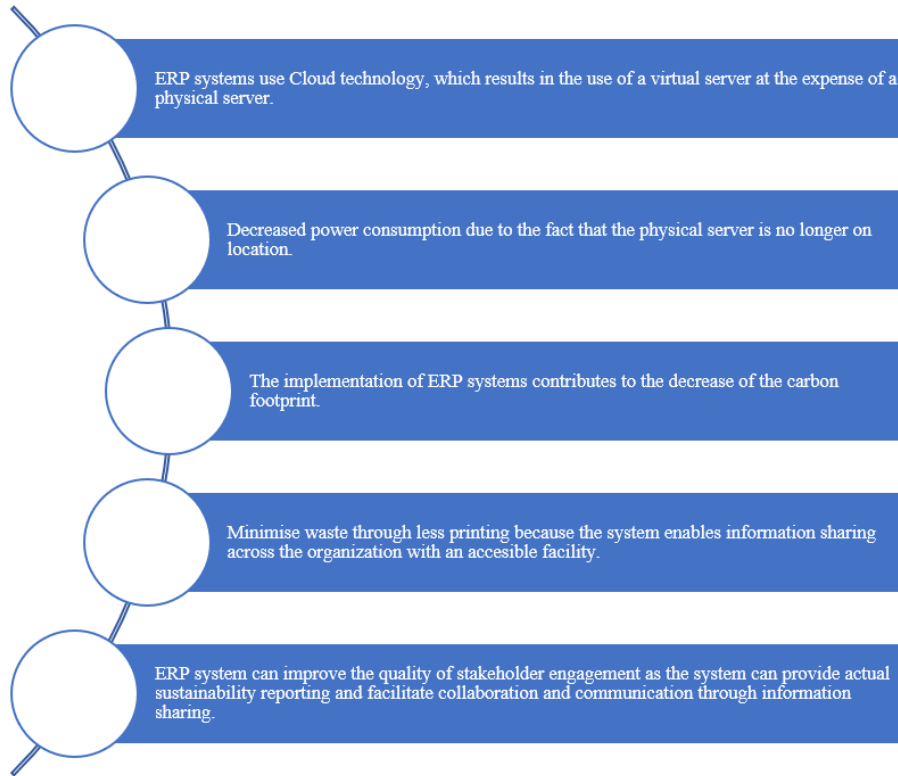 ERP systems use Cloud technology, which results in the use of a virtual server at the expense of a
physical server.
Decreased power consumption due to the fact that the physical server is no longer on
location.
The implementation of ERP systems contributes to the decrease of the carbon
footprint.
Minimise waste through less printing because the system enables information sharing
across the organization with an accesible facility.
ERP system can improve the quality of stakeholder engagement as the system can provide actual
sustainability reporting and facilitate collaboration and communication through information
sharing.